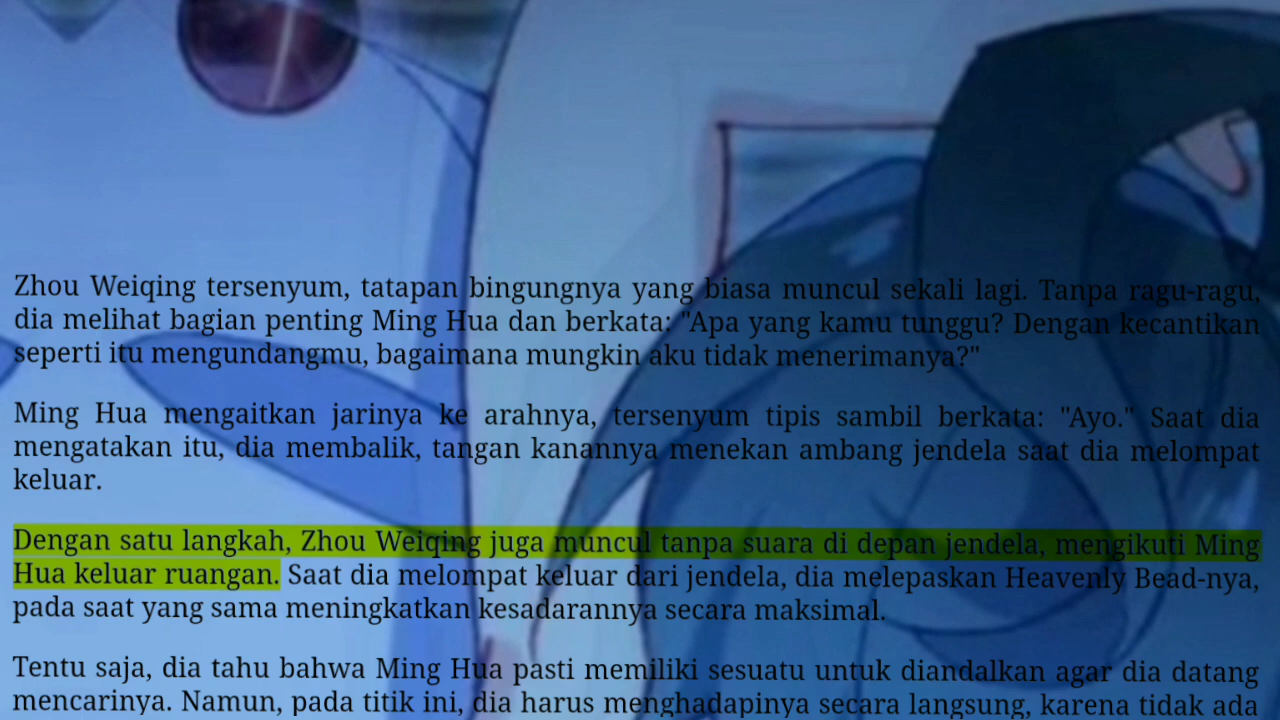 Zhou Weiqing tersenyum, tatapan bingungnya yang biasa muncul sekali lagi. Tanpa ragu-ragu,
dia melihat bagian penting Ming Hua dan berkata: "Apa yang kamu tunggu? Dengan kecantikan
seperti itu mengundangmu, bagaimana mungkin aku tidak menerimanya?"
Ming Hua mengaitkan jarinya ke arahnya, tersenyum tipis sambil berkata: "Ayo." Saat dia
mengatakan itu, dia membalik, tangan kanannya menekan ambang jendela saat dia melompat
keluar.
Dengan satu langkah, Zhou Weiqing juga muncul tanpa suara di depan jendela, mengikuti Ming
Hua keluar ruangan. Saat dia melompat keluar dari jendela, dia melepaskan Heavenly Bead-nya,
pada saat yang sama meningkatkan kesadarannya secara maksimal.
Tentu saja, dia tahu bahwa Ming Hua pasti memiliki sesuatu untuk diandalkan agar dia datang
mencarinya. Namun, pada titik ini, dia harus menghadapinya secara langsung, karena tidak ada